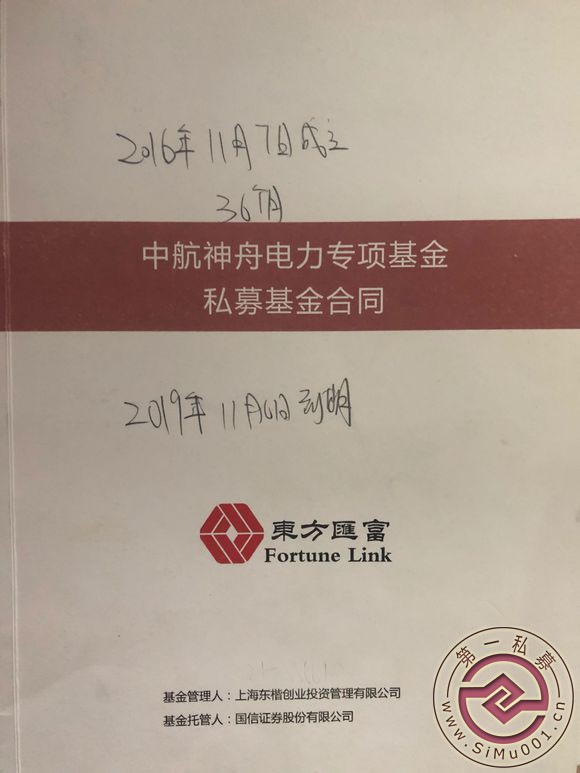 2016年11月7日成立
36个月
中航神舟电力专项基金
私募基金合同
2019年11月6日到明
東方匯富
Fortune Link
基金管理人：上海东楷创业投资管理有限公司
基金托管人：国信证券股份有限公司
第一私募
www.SiMu001.cn